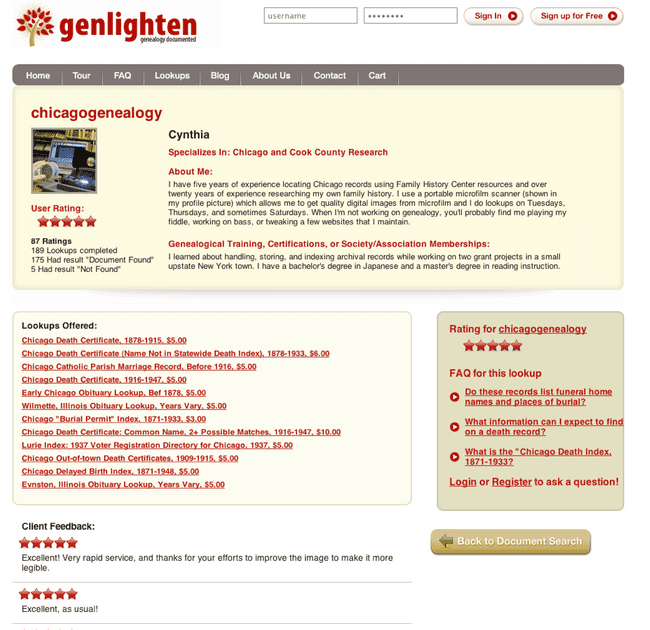 genlighten
genealogy documented
username
Sign In
Sign up for Free
Home
Tour
FAQ
Lookups
Blog
About Us
Contact
Cart
chicagogenealogy
Cynthia
Specializes In: Chicago and Cook County Research
About Me:
I have five years of experience locating Chicago records using Family History Center resources and over
twenty years of experience researching my own family history. I use a portable microfilm scanner (shown in
my profile picture) which allows me to get quality digital images from microfilm and I do lookups on Tuesdays,
Thursdays, and sometimes Saturdays. When I'm not working on genealogy, you'll probably find me playing my
fiddle, working on bass, or tweaking a few websites that I maintain.
User Rating:
87 Ratings
189 Lookups completed
175 Had result "Document Found"
5 Had result "Not Found"
Genealogical Training, Certifications, or Society/Association Memberships:
I learned about handling, storing, and indexing archival records while working on two grant projects in a small
upstate New York town. I have a bachelor's degree in Japanese and a master's degree in reading instruction.
Lookups Offered:
Chicago Death Certificate, 1878-1915, $5.00
Chicago Death Certificate (Name Not in Statewide Death Index), 1878-1933, $6.00
Chicago Catholic Parish Marriage Record, Before 1916, $5.00
Chicago Death Certificate, 1916-1947, $5.00
Early Chicago Obituary Lookup, Bef 1878, $5.00
Wilmette, Illinois Obituary Lookup, Years Vary, $5.00
Chicago "Burial Permit" Index, 1871-1933, $3.00
Chicago Death Certificate: Common Name, 2+ Possible Matches, 1916-1947, $10.00
Lurie Index: 1937 Voter Registration Directory for Chicago, 1937, $5.00
Chicago Out-of-town Death Certificates, 1909-1915, $5.00
Chicago Delayed Birth Index, 1871-1948, $5.00
Evnston, Illinois Obituary Lookup, Years Vary, $5.00
Rating for chicagogenealogy
FAQ for this lookup
Do these records list funeral home
names and places of burial?
What information can I expect to find
on a death record?
What is the "Chicago Death Index,
1871-1933?
Login or Register to ask a question!
Back to Document Search
Client Feedback:
Excellent! Very rapid service, and thanks for your efforts to improve the image to make it more
legible.
Excellent, as usual!